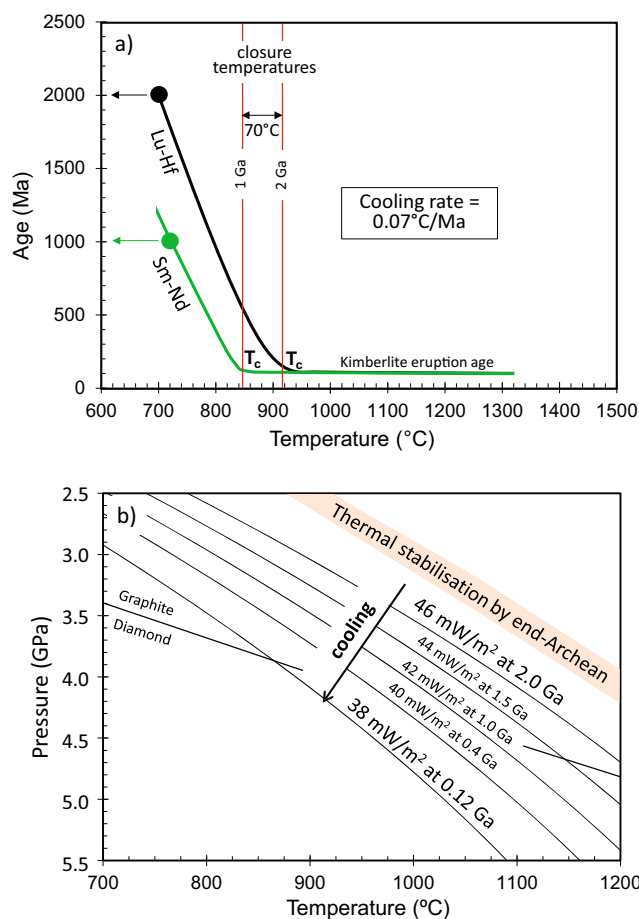 a)
2500
2000
1500
1000
500
0
Age (Ma)
600 700 800 900 1000 1100 1200 1300 1400 1500
Temperature (°C)
closure
temperatures
70°C
1 Ga
2 Ga
Lu-Hf
Sm-Nd
Tc
Tc
Cooling rate =
0.07°C/Ma
Kimberlite eruption age
b)
2.5
3.0
3.5
4.0
4.5
5.0
5.5
Pressure (GPa)
700 800 900 1000 1100 1200
Temperature (ºC)
Thermal stabilisation by end-Archean
Graphite
Diamond
cooling
46 mW/m² at 2.0 Ga
44 mW/m² at 1.5 Ga
42 mW/m² at 1.0 Ga
40 mW/m² at 0.4 Ga
38 mW/m² at 0.12 Ga